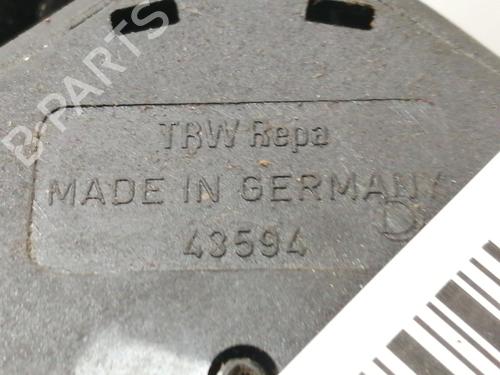 B-PARTS
TRW Repa
MADE IN GERMANY
D
43594